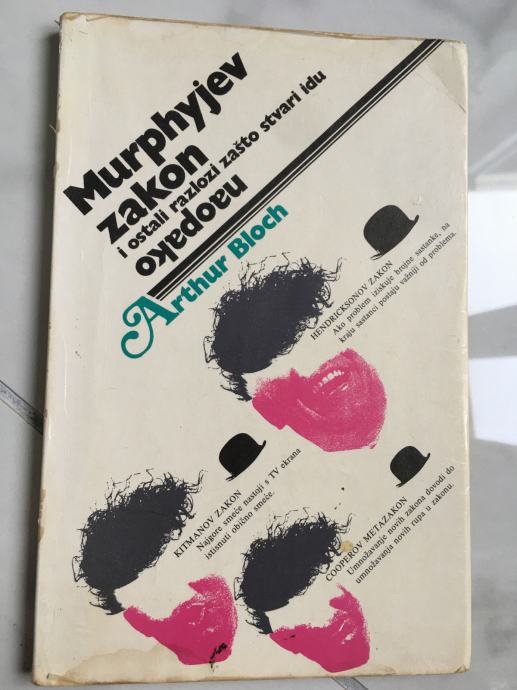 Murphyjev
zakon
i ostali razlozi zašto stvari idu
naopako
Arthur Bloch
HENDRICKSONOV ZAKON
Ako problem iziskuje brojne sastanke, na
kraju sastanci postaju važniji od problema.
KITMANOV ZAKON
Najgore smeće nastoji s TV ekrana
istisnuti obično smeće.
COOPEROV METAZAKON
Umnožavanje novih zakona dovodi do
umnožavanja novih rupa u zakonu.